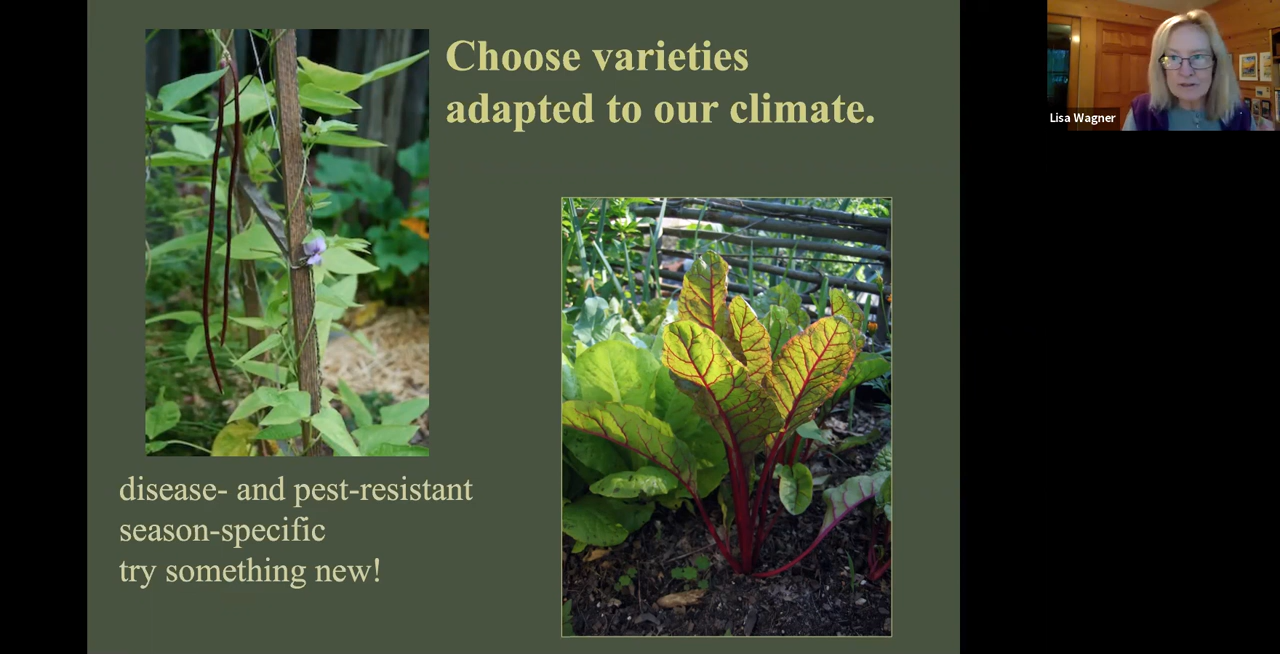 Choose varieties
adapted to our climate.
Lisa Wagner
disease- and pest-resistant
season-specific
try something new!